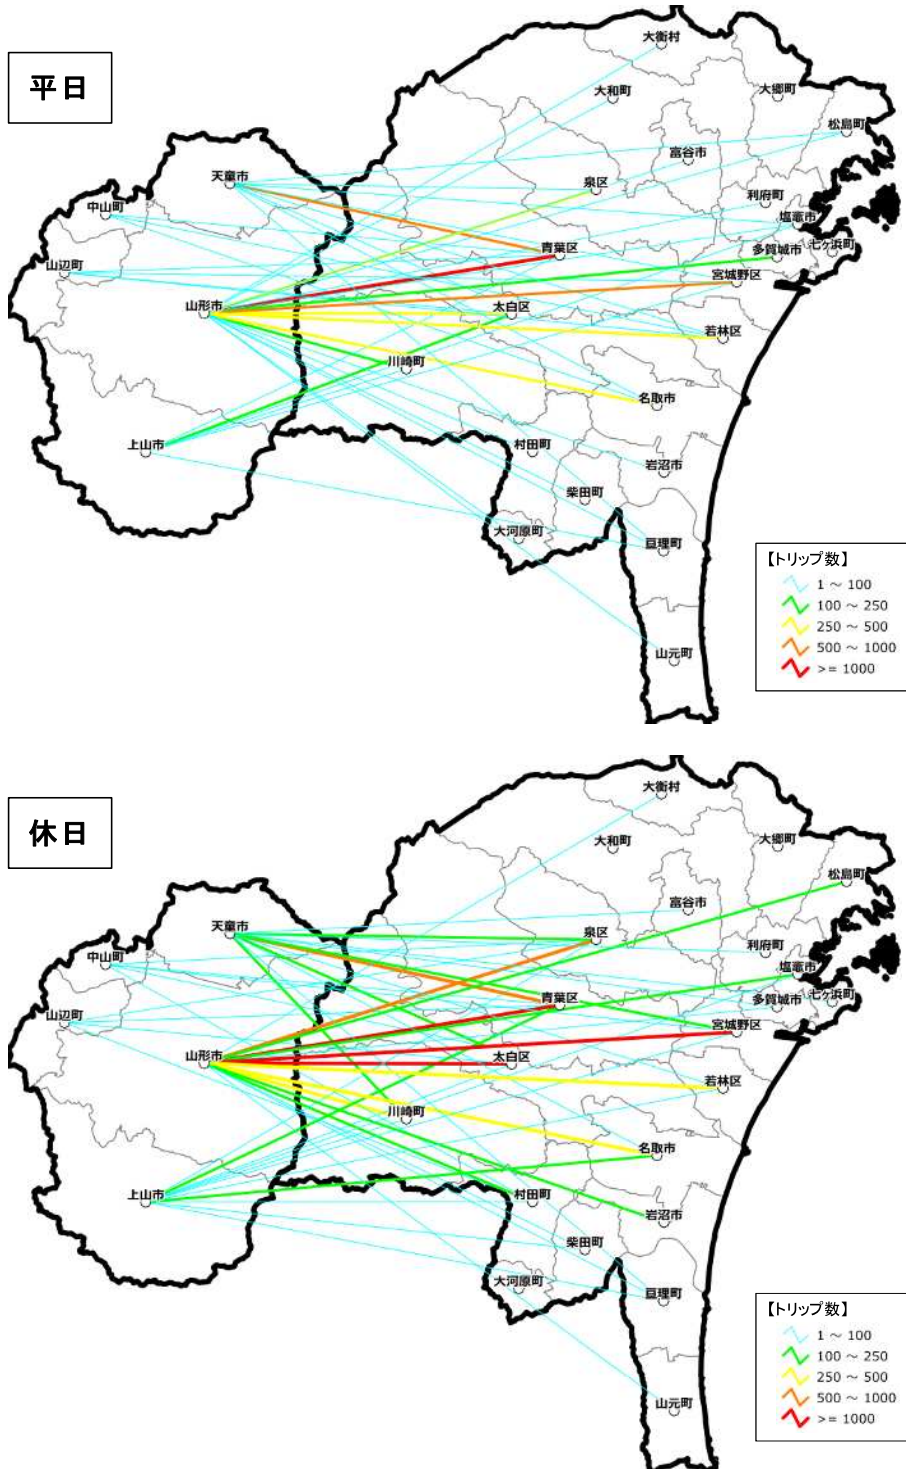 平日
大衡村
大和町
大郷町
松島町
富谷市
天童市
泉区
利府町
中山町
塩竈市
七ヶ浜町
青葉区
多賀城市
山辺町
宮城野区
山形市
太白区
若林区
川崎町
名取市
上山市
村田町
岩沼市
柴田町
大河原町
亘理町
山元町
【トリップ数】
1 ～ 100
100 ～ 250
250 ～ 500
500 ～ 1000
>= 1000
休日
大衡村
大和町
大郷町
松島町
富谷市
天童市
泉区
利府町
中山町
塩竈市
七ヶ浜町
青葉区
多賀城市
山辺町
宮城野区
山形市
太白区
若林区
川崎町
名取市
上山市
村田町
岩沼市
柴田町
大河原町
亘理町
山元町
【トリップ数】
1 ～ 100
100 ～ 250
250 ～ 500
500 ～ 1000
>= 1000